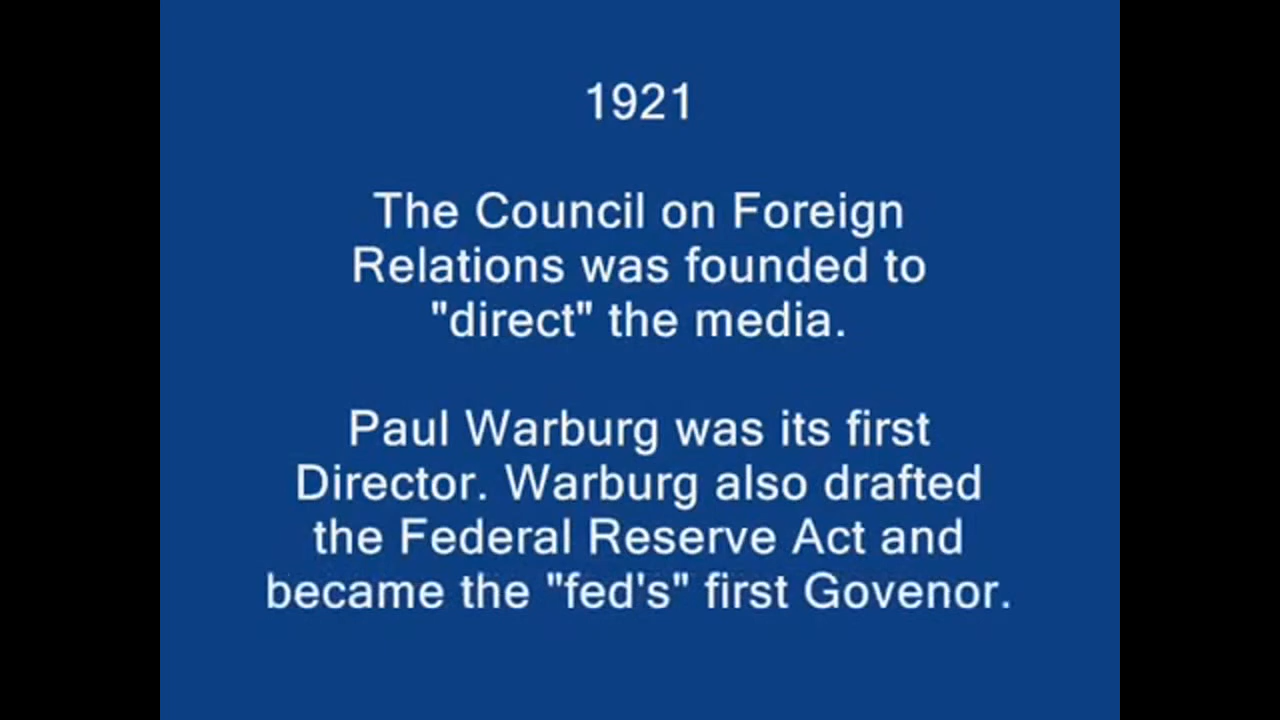 1921
The Council on Foreign
Relations was founded to
"direct" the media.
Paul Warburg was its first
Director. Warburg also drafted
the Federal Reserve Act and
became the "fed's" first Govenor.